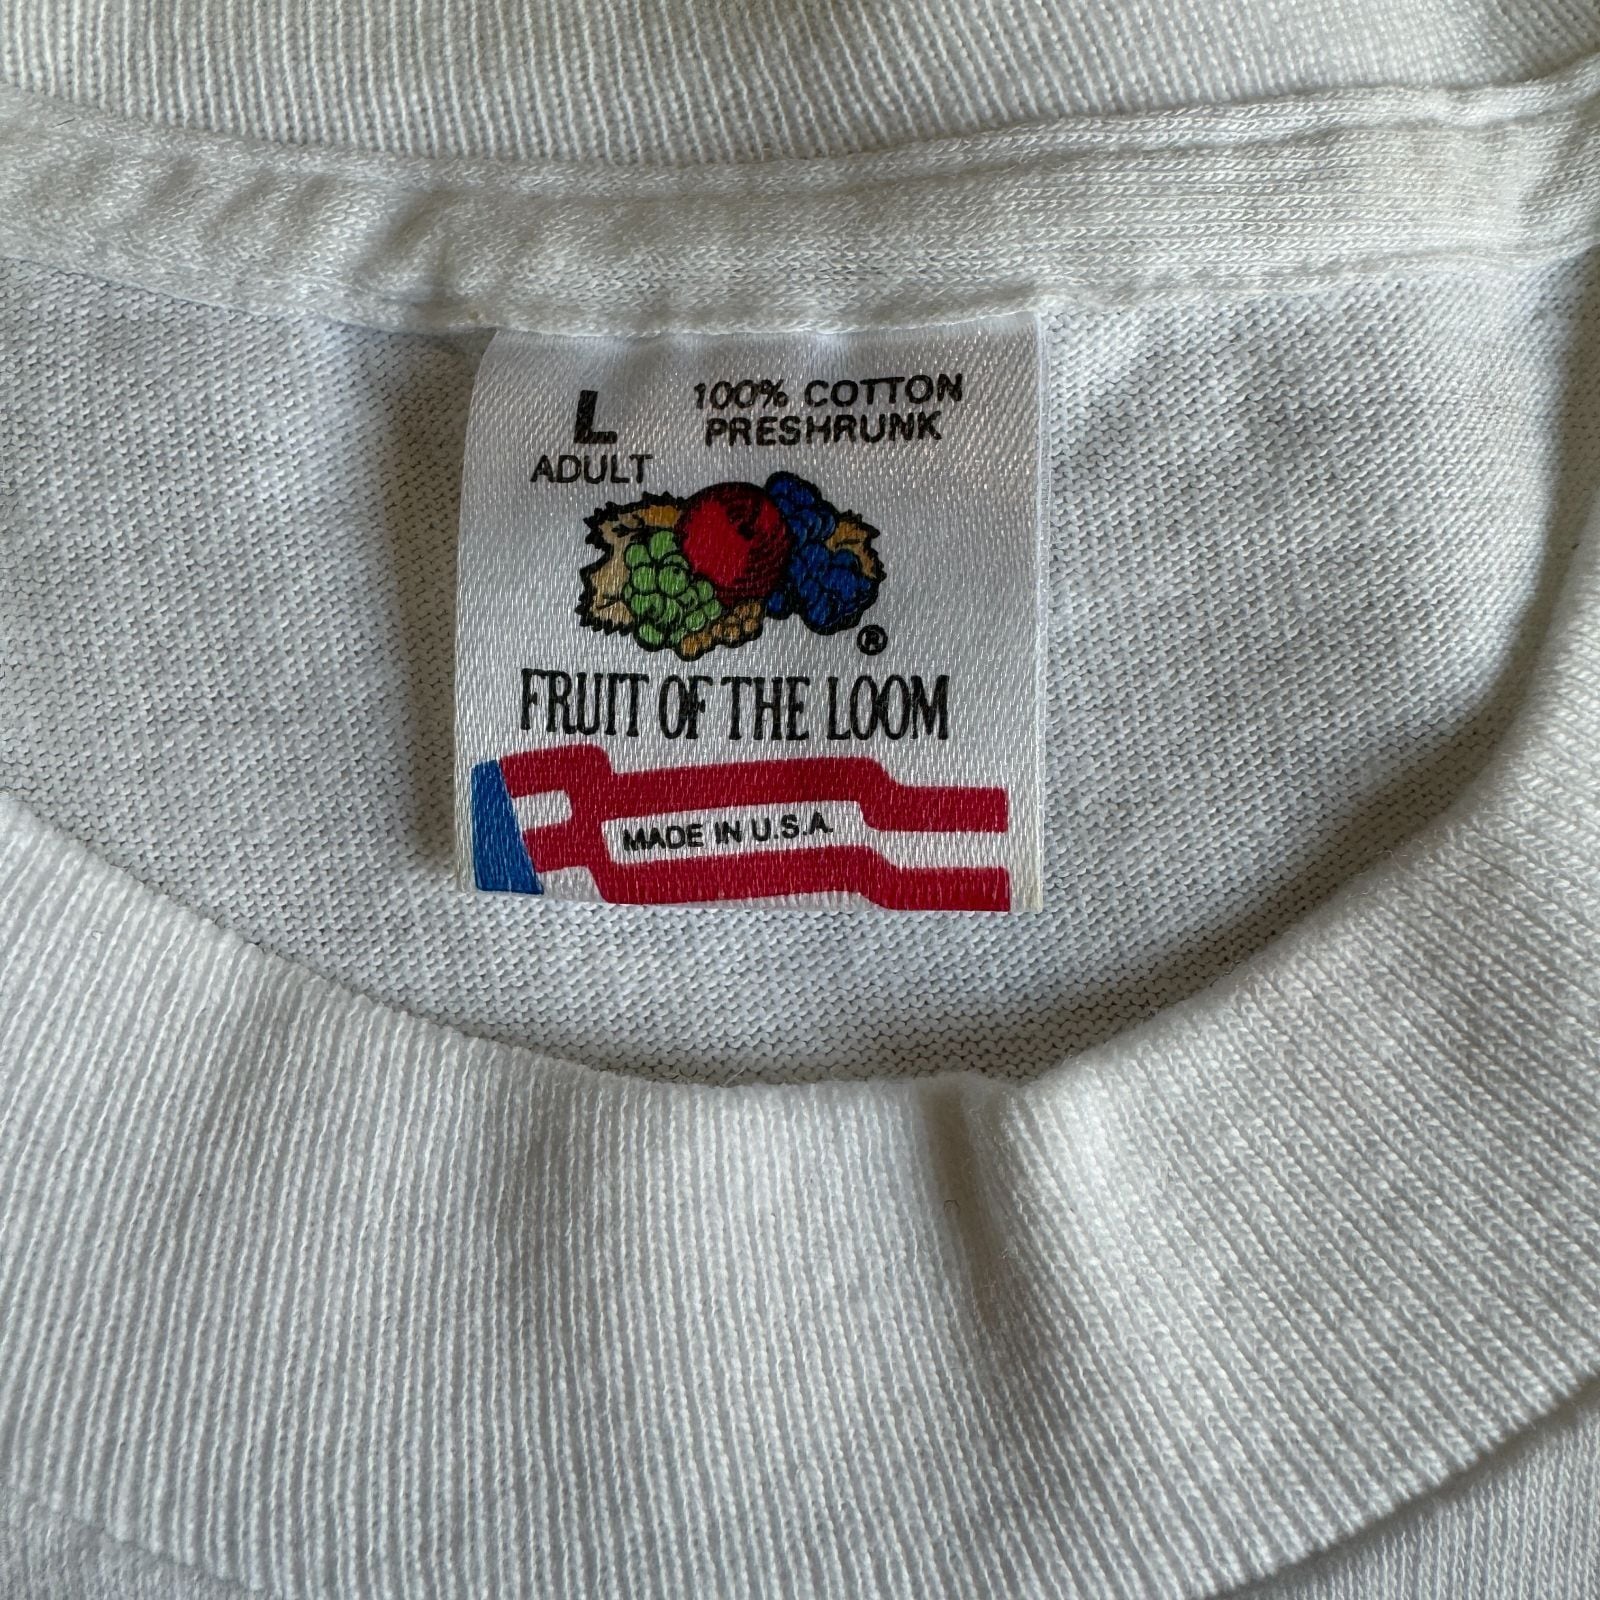 L
ADULT
100% COTTON
PRESHRUNK
®
FRUIT OF THE LOOM
MADE IN U.S.A.